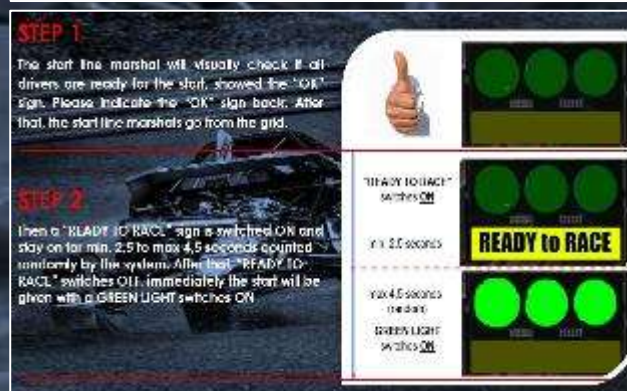 STEP 1
The start line marshal will visually check if all
drivers are ready for the start, showed the "OK"
sign. Please indicate the "OK" sign back. After
that, the start line marshals go from the grid.
STEP 2
Then a "READY TO RACE" sign is switched ON and
stay on for min. 2,5 to max 4,5 seconds counted
randomly by the system. After that, "READY TO
RACE" switches OFF, immediately the start will be
given with a GREEN LIGHT switches ON
"READY TO RACE"
switches ON
min 2,5 seconds
READY to RACE
max 4,5 seconds
(random)
GREEN LIGHT
switches ON